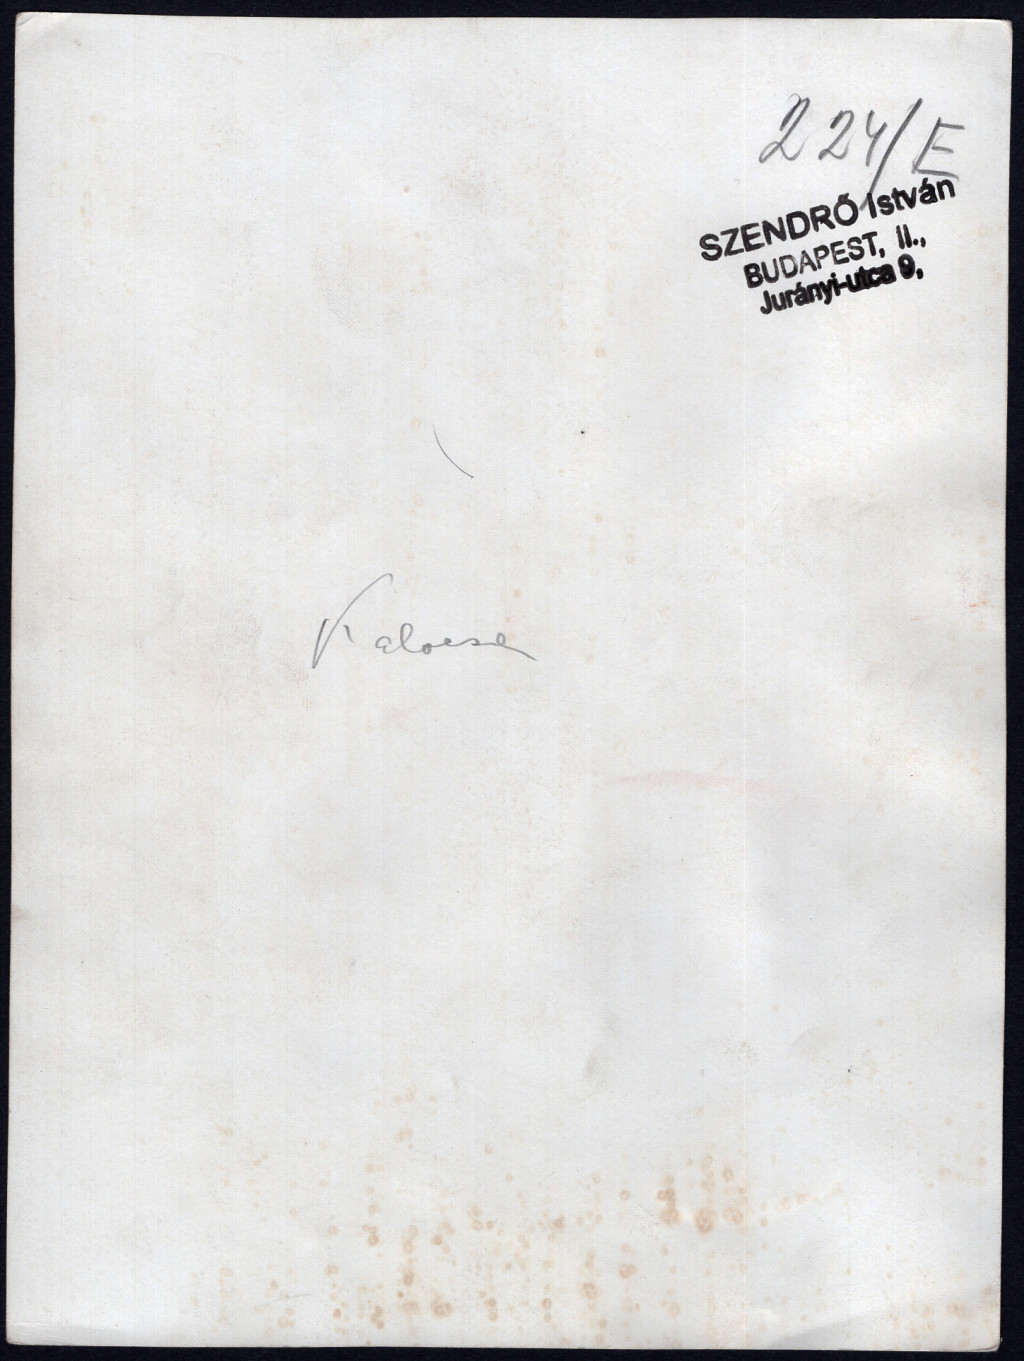 224/E
SZENDRŐ István
BUDAPEST, II.,
Jurányi-utca 9,
Kalocsa